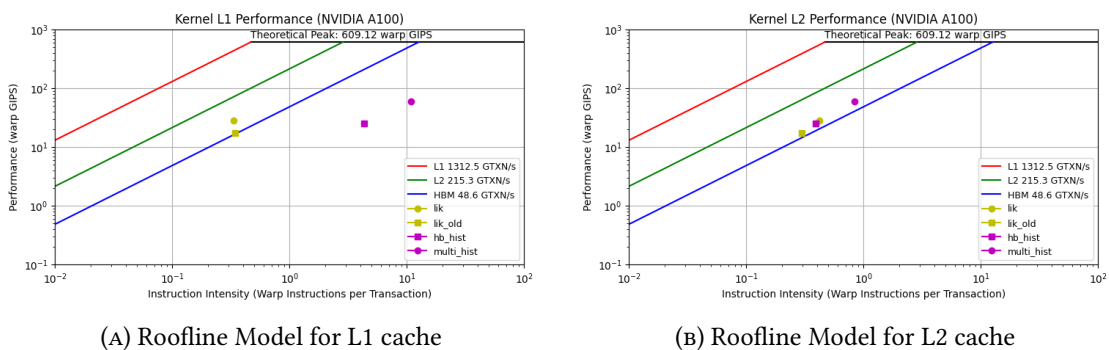 Kernel L1 Performance (NVIDIA A100)
Theoretical Peak: 609.12 warp GIPS
Performance (warp GIPS)
10³
10²
10¹
10⁰
10⁻¹
L1 1312.5 GTXN/s
L2 215.3 GTXN/s
HBM 48.6 GTXN/s
lik
lik_old
hb_hist
multi_hist
10⁻² 10⁻¹ 10⁰ 10¹ 10²
Instruction Intensity (Warp Instructions per Transaction)
(A) Roofline Model for L1 cache
Kernel L2 Performance (NVIDIA A100)
Theoretical Peak: 609.12 warp GIPS
Performance (warp GIPS)
10³
10²
10¹
10⁰
10⁻¹
L1 1312.5 GTXN/s
L2 215.3 GTXN/s
HBM 48.6 GTXN/s
lik
lik_old
hb_hist
multi_hist
10⁻² 10⁻¹ 10⁰ 10¹ 10²
Instruction Intensity (Warp Instructions per Transaction)
(B) Roofline Model for L2 cache